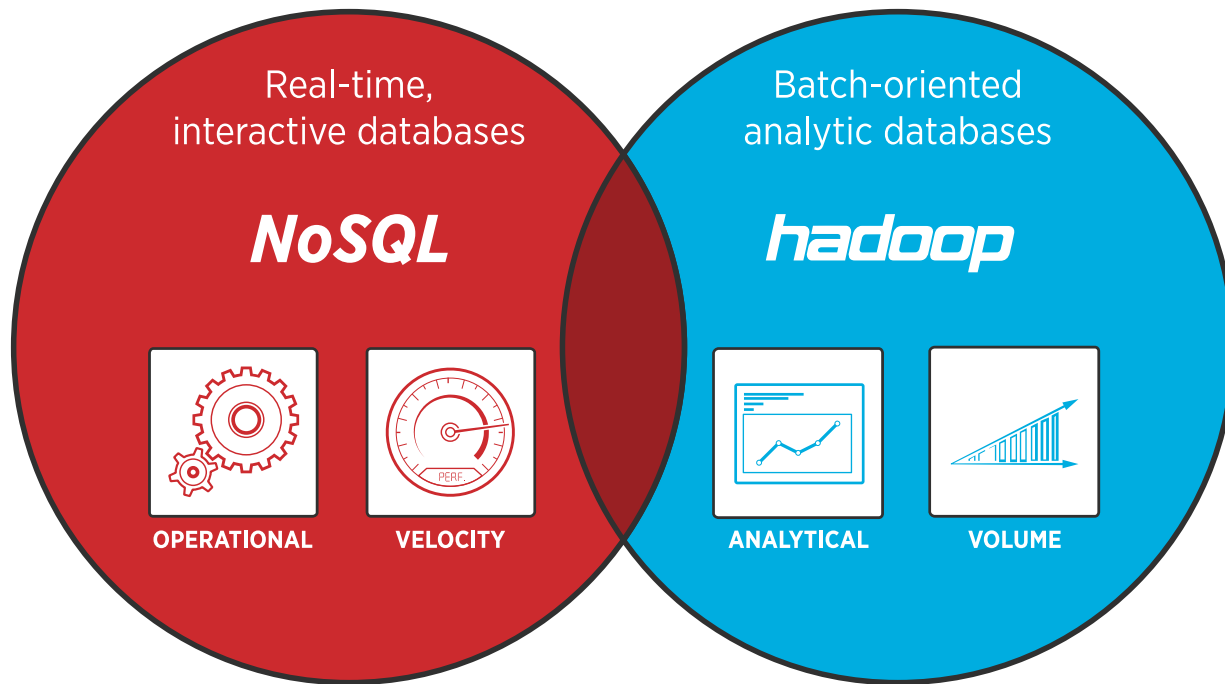 Real-time,
interactive databases
NoSQL
PERF.
OPERATIONAL
VELOCITY
Batch-oriented
analytic databases
hadoop
ANALYTICAL
VOLUME